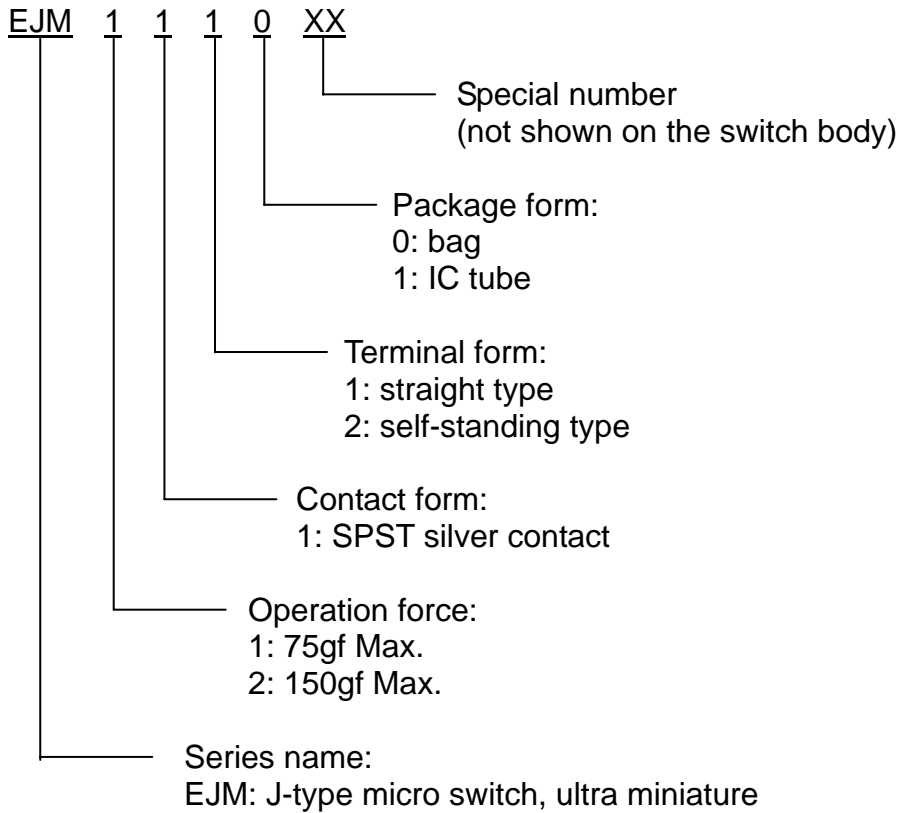 EJM 1 1 1 0 XX
Special number
(not shown on the switch body)
Package form:
0: bag
1: IC tube
Terminal form:
1: straight type
2: self-standing type
Contact form:
1: SPST silver contact
Operation force:
1: 75gf Max.
2: 150gf Max.
Series name:
EJM: J-type micro switch, ultra miniature